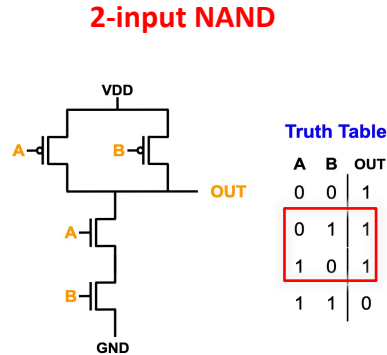 2-input NAND
VDD
A
B
OUT
A
B
GND
Truth Table
A B OUT
0 0 1
0 1 1
1 0 1
1 1 0